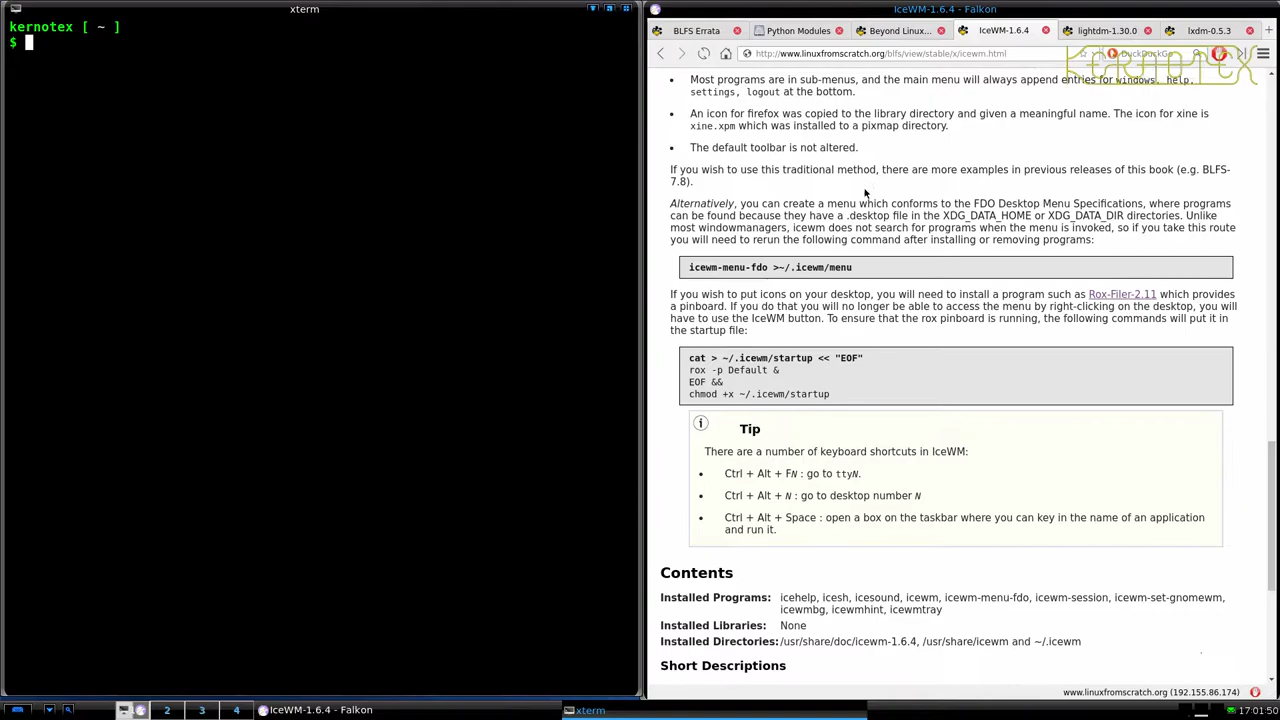 xterm
kernotex [ ~ ]
$
IceWM-1.6.4 - Falkon
BLFS Errata
Python Modules
Beyond Linux...
IceWM-1.6.4
lightdm-1.30.0
lxdm-0.5.3
http://www.linuxfromscratch.org/blfs/view/stable/x/icewm.html
DuckDuckGo
kernotex
Most programs are in sub-menus, and the main menu will always append entries for windows, help,
settings, logout at the bottom.
An icon for firefox was copied to the library directory and given a meaningful name. The icon for xine is
xine.xpm which was installed to a pixmap directory.
The default toolbar is not altered.
If you wish to use this traditional method, there are more examples in previous releases of this book (e.g. BLFS-
7.8).
Alternatively, you can create a menu which conforms to the FDO Desktop Menu Specifications, where programs
can be found because they have a .desktop file in the XDG_DATA_HOME or XDG_DATA_DIR directories. Unlike
most windowmanagers, icewm does not search for programs when the menu is invoked, so if you take this route
you will need to rerun the following command after installing or removing programs:
icewm-menu-fdo >~/.icewm/menu
If you wish to put icons on your desktop, you will need to install a program such as Rox-Filer-2.11 which provides
a pinboard. If you do that you will no longer be able to access the menu by right-clicking on the desktop, you will
have to use the IceWM button. To ensure that the rox pinboard is running, the following commands will put it in
the startup file:
cat > ~/.icewm/startup << "EOF"
rox -p Default &
EOF &&
chmod +x ~/.icewm/startup
Tip
There are a number of keyboard shortcuts in IceWM:
Ctrl + Alt + FN : go to ttyN.
Ctrl + Alt + N : go to desktop number N
Ctrl + Alt + Space : open a box on the taskbar where you can key in the name of an application
and run it.
Contents
Installed Programs: icehelp, icesh, icesound, icewm, icewm-menu-fdo, icewm-session, icewm-set-gnomewm,
icewmbg, icewmhint, icewmtray
Installed Libraries: None
Installed Directories: /usr/share/doc/icewm-1.6.4, /usr/share/icewm and ~/.icewm
Short Descriptions
www.linuxfromscratch.org (192.155.86.174)
2 3 4 IceWM-1.6.4 - Falkon xterm 17:01:50